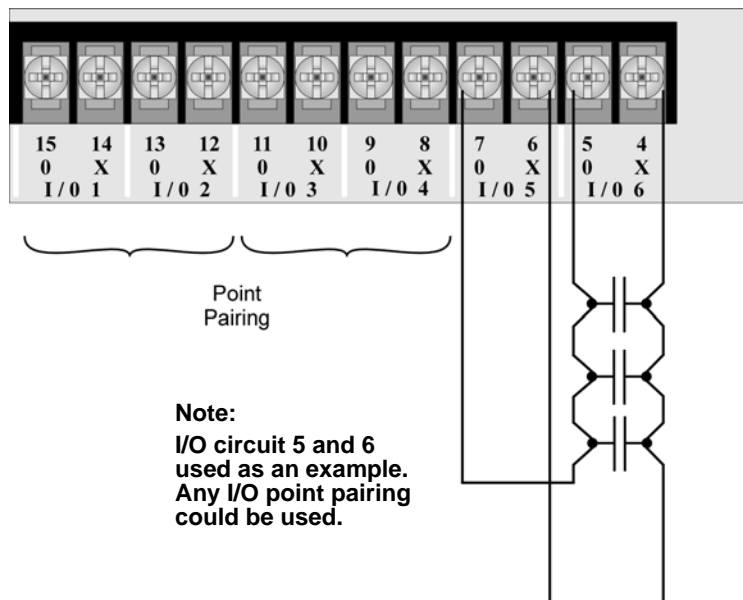 15 14 13 12 11 10 9 8 7 6 5 4
0 X 0 X 0 X 0 X 0 X 0 X
I/0 1 I/0 2 I/0 3 I/0 4 I/0 5 I/0 6
Point
Pairing
Note:
I/O circuit 5 and 6
used as an example.
Any I/O point pairing
could be used.